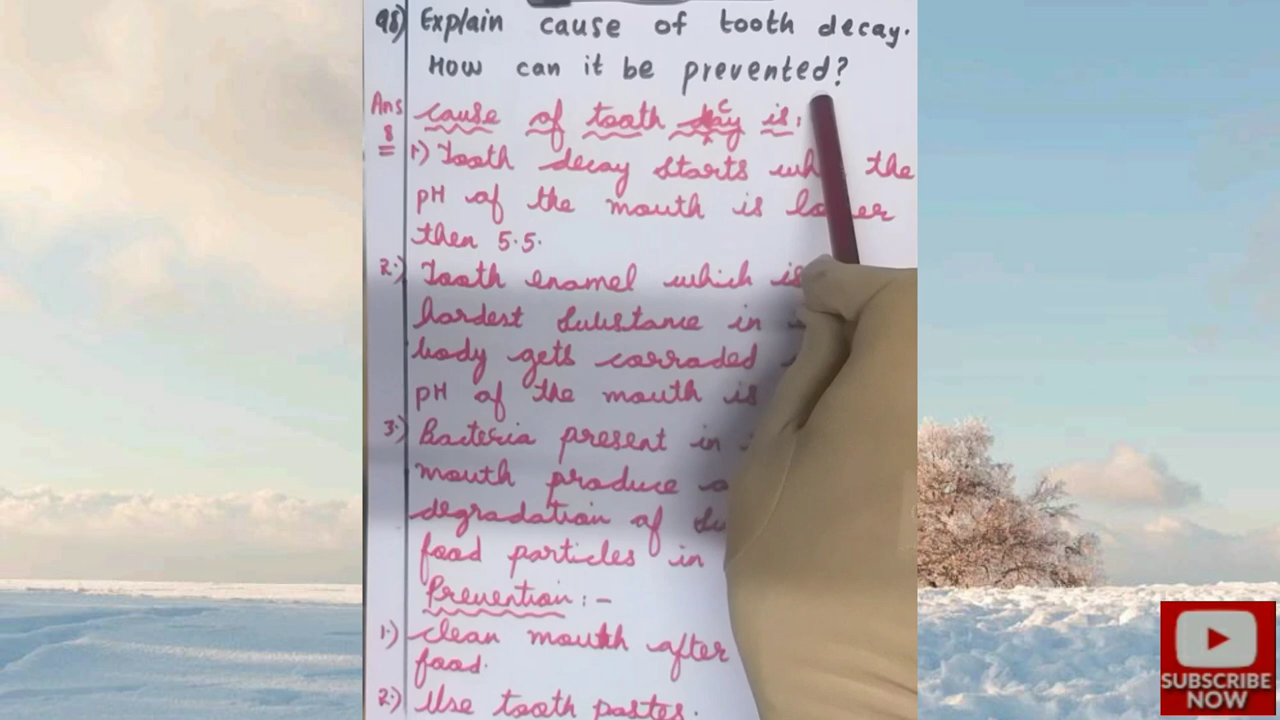 Q8) Explain cause of tooth decay.
How can it be prevented?
Ans 8 cause of tooth is:
1) Tooth decay starts the
pH of the mouth is lower
then 5.5.
2.) Tooth enamel which is
hardest substance in
body gets corroded
pH of the mouth is
3.) Bacteria present in
mouth produce
degradation of
food particles in
Prevention :-
1.) clean mouth after
food.
2.) Use tooth pastes.
SUBSCRIBE
NOW